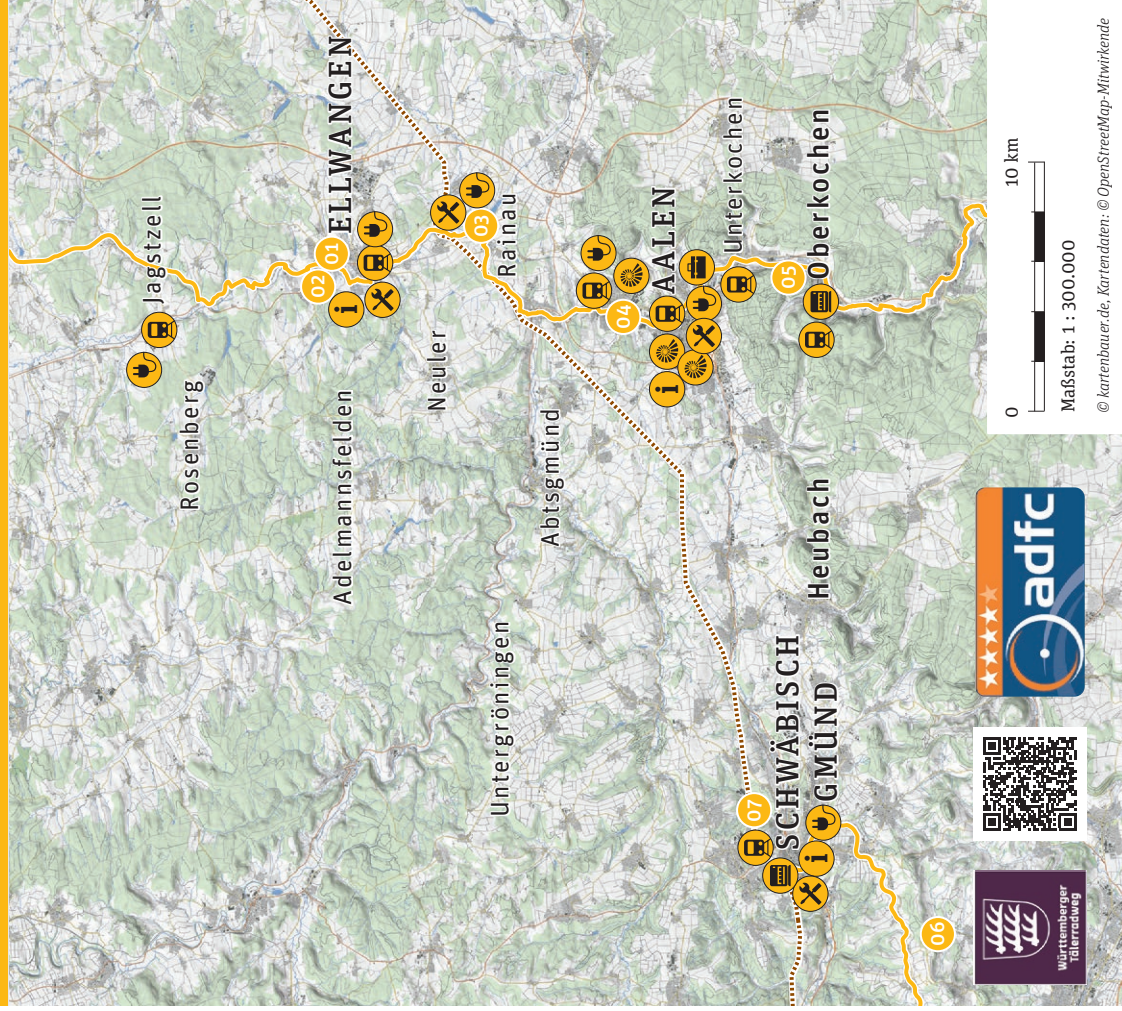 Jagstzell
Rosenberg
ELLWANGEN
01
02
i
Adelmannsfelden
Neuler
03
Rainau
Abtsgmünd
Untergröningen
04
AALEN
i
Unterkochen
05
Oberkochen
Heubach
07
SCHWÄBISCH
GMÜND
i
06
0
10 km
Maßstab: 1 : 300.000
© kartenbauer.de, Kartendaten: © OpenStreetMap-Mitwirkende
adfc
Württemberger
Tälerradweg